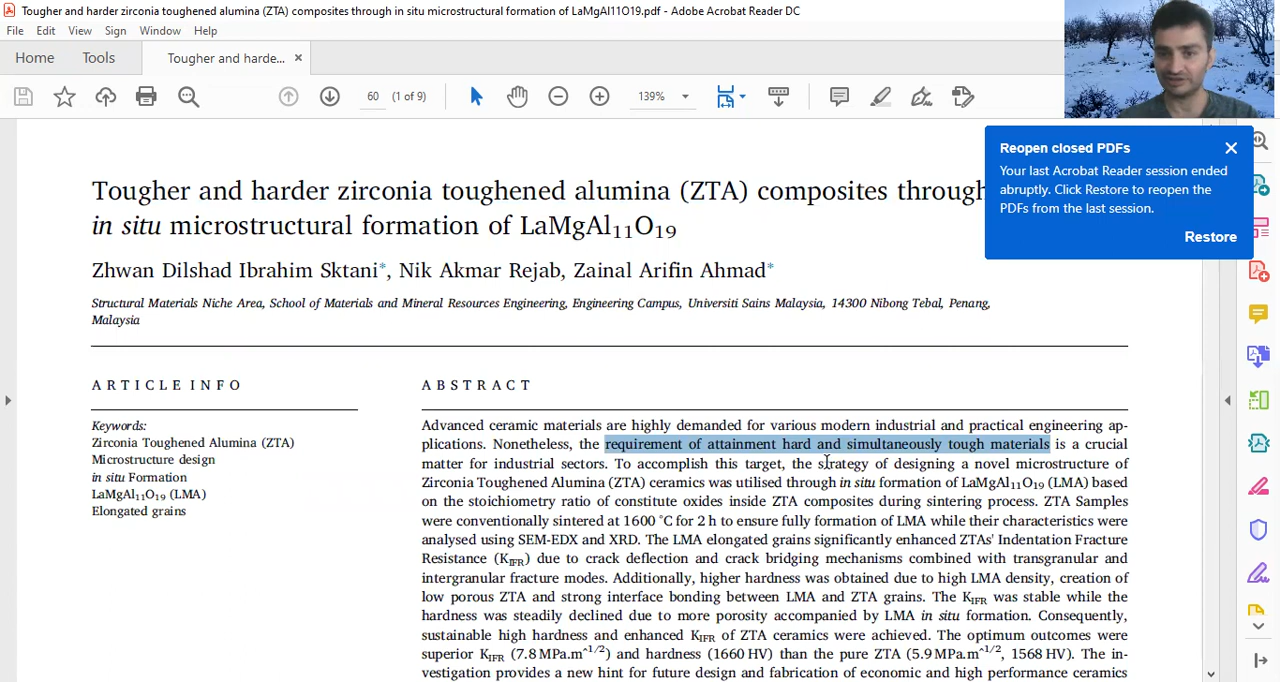 Tougher and harder zirconia toughened alumina (ZTA) composites through in situ microstructural formation of LaMgAl11O19.pdf - Adobe Acrobat Reader DC
File Edit View Sign Window Help
Home Tools Tougher and harde... ×
60 (1 of 9) 139%
Reopen closed PDFs
Your last Acrobat Reader session ended
abruptly. Click Restore to reopen the
PDFs from the last session.
Restore
Tougher and harder zirconia toughened alumina (ZTA) composites through
in situ microstructural formation of LaMgAl₁₁O₁₉
Zhwan Dilshad Ibrahim Sktani*, Nik Akmar Rejab, Zainal Arifin Ahmad*
Structural Materials Niche Area, School of Materials and Mineral Resources Engineering, Engineering Campus, Universiti Sains Malaysia, 14300 Nibong Tebal, Penang,
Malaysia
ARTICLE INFO
Keywords:
Zirconia Toughened Alumina (ZTA)
Microstructure design
in situ Formation
LaMgAl₁₁O₁₉ (LMA)
Elongated grains
ABSTRACT
Advanced ceramic materials are highly demanded for various modern industrial and practical engineering ap-
plications. Nonetheless, the requirement of attainment hard and simultaneously tough materials is a crucial
matter for industrial sectors. To accomplish this target, the strategy of designing a novel microstructure of
Zirconia Toughened Alumina (ZTA) ceramics was utilised through in situ formation of LaMgAl₁₁O₁₉ (LMA) based
on the stoichiometry ratio of constitute oxides inside ZTA composites during sintering process. ZTA Samples
were conventionally sintered at 1600 °C for 2 h to ensure fully formation of LMA while their characteristics were
analysed using SEM-EDX and XRD. The LMA elongated grains significantly enhanced ZTAs' Indentation Fracture
Resistance (K_IFR) due to crack deflection and crack bridging mechanisms combined with transgranular and
intergranular fracture modes. Additionally, higher hardness was obtained due to high LMA density, creation of
low porous ZTA and strong interface bonding between LMA and ZTA grains. The K_IFR was stable while the
hardness was steadily declined due to more porosity accompanied by LMA in situ formation. Consequently,
sustainable high hardness and enhanced K_IFR of ZTA ceramics were achieved. The optimum outcomes were
superior K_IFR (7.8 MPa.m^1/2) and hardness (1660 HV) than the pure ZTA (5.9 MPa.m^1/2, 1568 HV). The in-
vestigation provides a new hint for future design and fabrication of economic and high performance ceramics